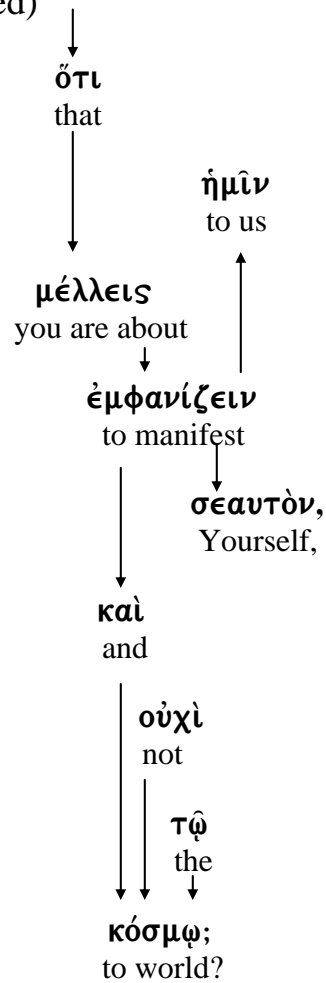 ed)
ὅτι
that
ἡμῖν
to us
μέλλεις
you are about
ἐμφανίζειν
to manifest
σεαυτὸν,
Yourself,
καὶ
and
οὐχὶ
not
τῷ
the
κόσμῳ;
to world?